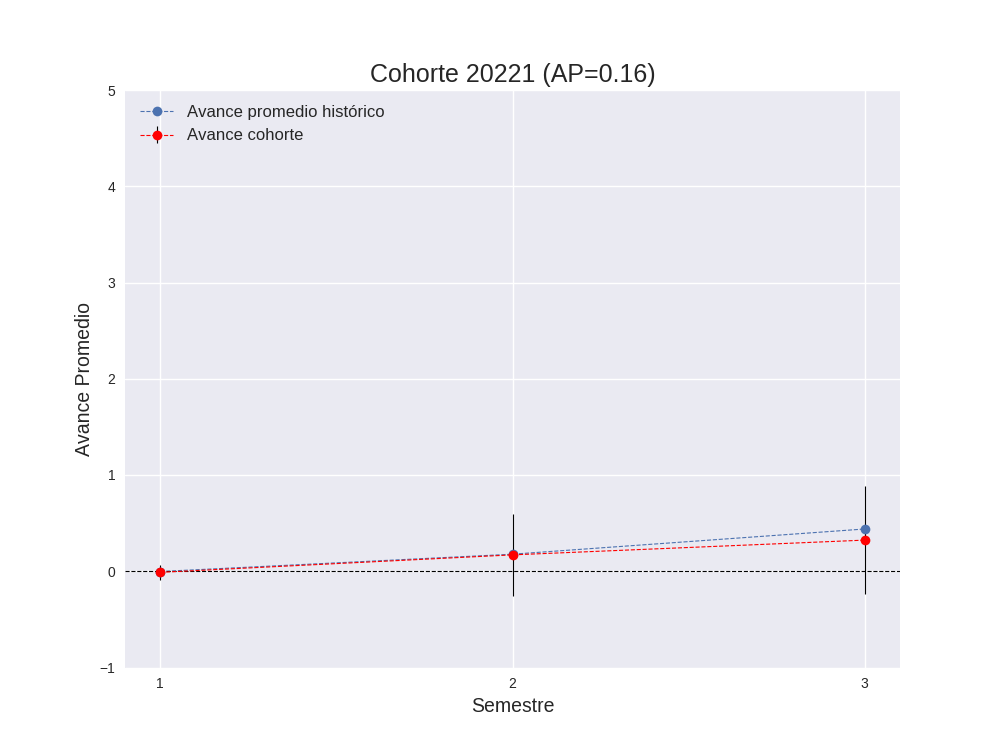 Cohorte 20221 (AP=0.16)
Avance promedio histórico
Avance cohorte
5
4
3
2
1
0
−1
Avance Promedio
1 2 3
Semestre